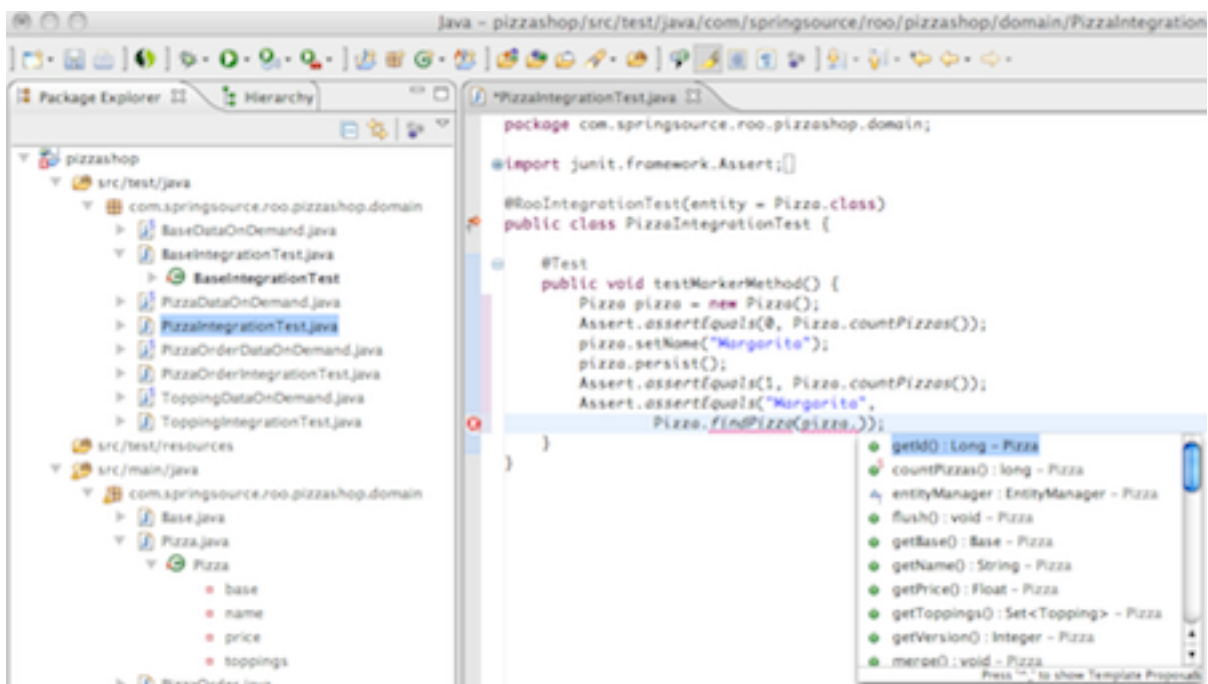 Java – pizzashop/src/test/java/com/springsource/roo/pizzashop/domain/PizzaIntegration
Package Explorer
Hierarchy
*PizzaIntegrationTest.java
pizzashop
src/test/java
com.springsource.roo.pizzashop.domain
BaseDataOnDemand.java
BaseIntegrationTest.java
BaseIntegrationTest
PizzaDataOnDemand.java
PizzaIntegrationTest.java
PizzaOrderDataOnDemand.java
PizzaOrderIntegrationTest.java
ToppingDataOnDemand.java
ToppingIntegrationTest.java
src/test/resources
src/main/java
com.springsource.roo.pizzashop.domain
Base.java
Pizza.java
Pizza
base
name
price
toppings
PizzaOrder.java
package com.springsource.roo.pizzashop.domain;
import junit.framework.Assert;
@RooIntegrationTest(entity = Pizza.class)
public class PizzaIntegrationTest {
@Test
public void testMarkerMethod() {
Pizza pizza = new Pizza();
Assert.assertEquals(0, Pizza.countPizzas());
pizza.setName("Margarita");
pizza.persist();
Assert.assertEquals(1, Pizza.countPizzas());
Assert.assertEquals("Margarita",
Pizza.findPizza(pizza.));
}
}
getId() : Long – Pizza
countPizzas() : long – Pizza
entityManager : EntityManager – Pizza
flush() : void – Pizza
getBase() : Base – Pizza
getName() : String – Pizza
getPrice() : Float – Pizza
getToppings() : Set<Topping> – Pizza
getVersion() : Integer – Pizza
merge() : void – Pizza
Press '^.' to show Template Proposals